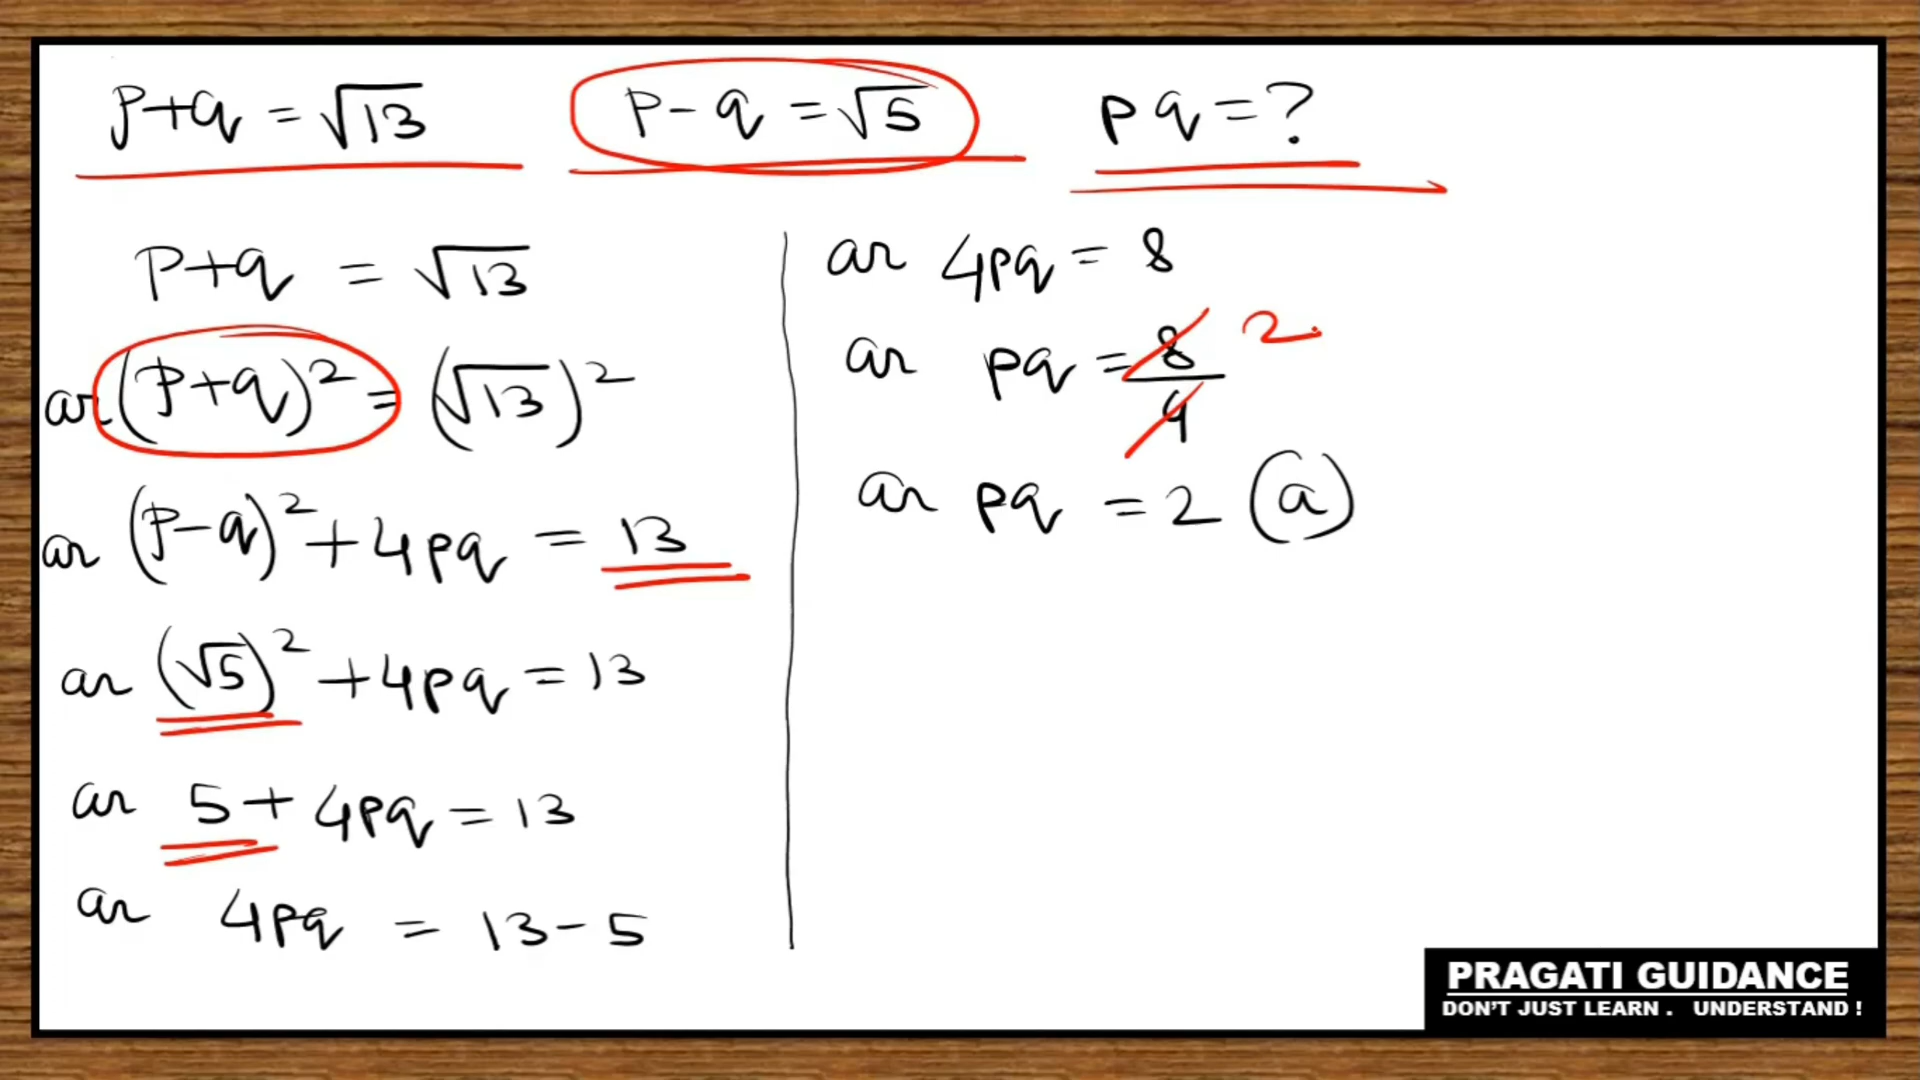 p+q = √13 p-q = √5 pq = ?
p+q = √13
or (p+q)² = (√13)²
or (p-q)² + 4pq = 13
or (√5)² + 4pq = 13
or 5 + 4pq = 13
or 4pq = 13 - 5
or 4pq = 8
or pq = 8/4 2
or pq = 2 (a)
PRAGATI GUIDANCE
DON'T JUST LEARN . UNDERSTAND !